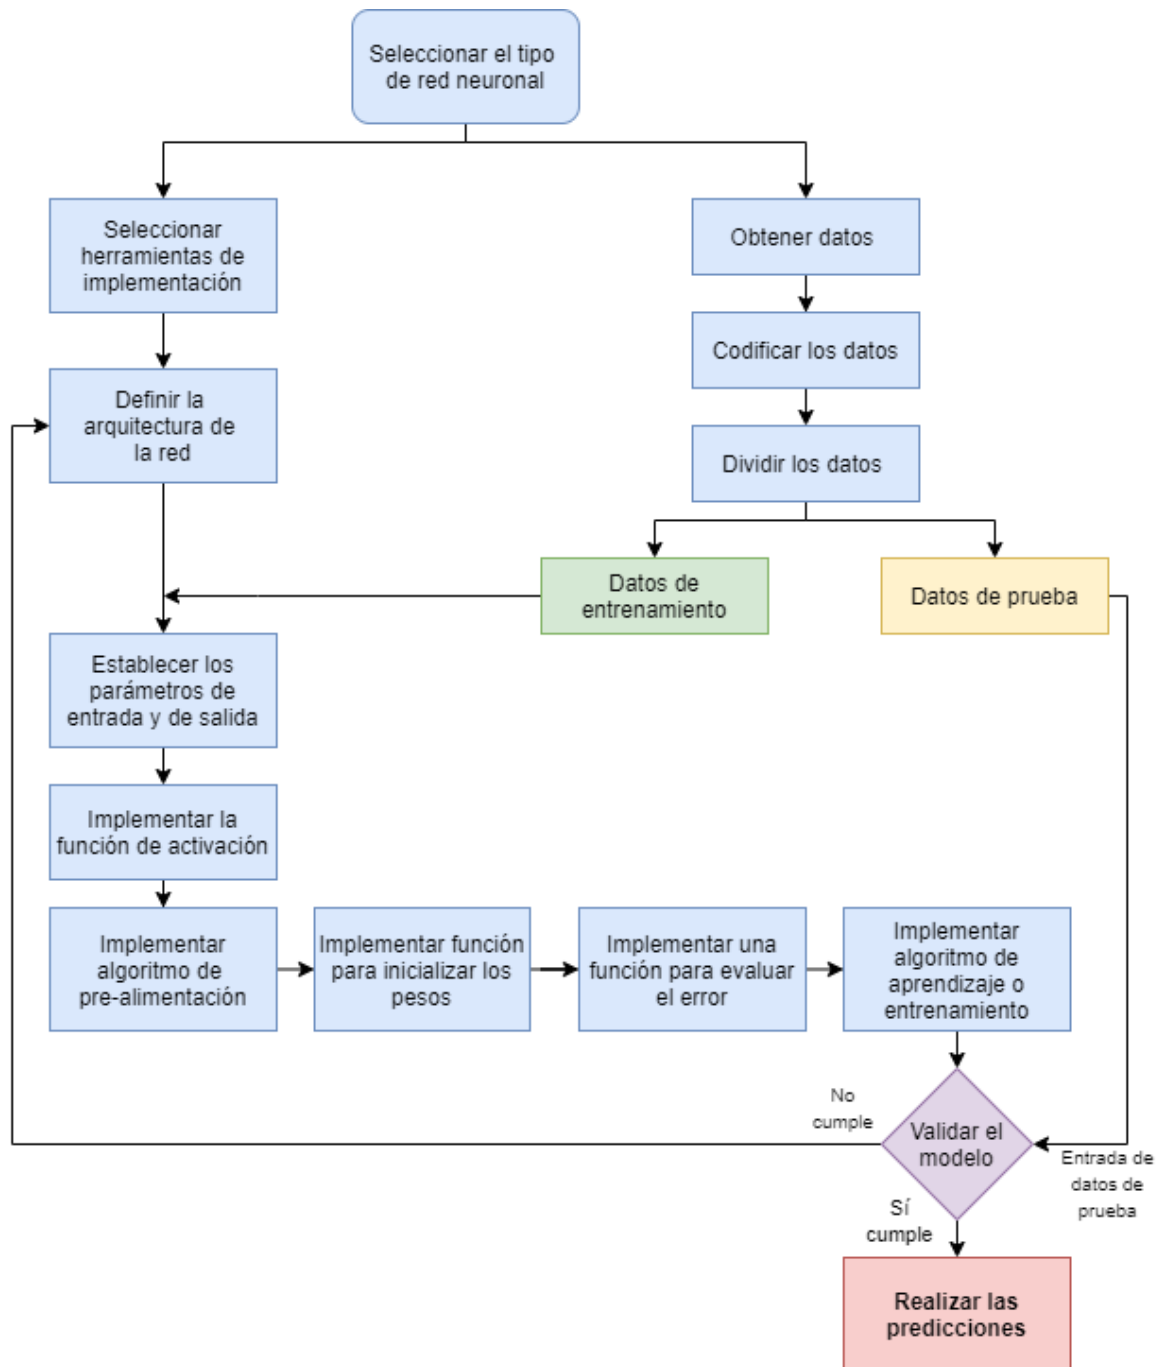 Seleccionar el tipo
de red neuronal
Seleccionar
herramientas de
implementación
Obtener datos
Codificar los datos
Definir la
arquitectura de
la red
Dividir los datos
Datos de
entrenamiento
Datos de prueba
Establecer los
parámetros de
entrada y de salida
Implementar la
función de activación
Implementar
algoritmo de
pre-alimentación
Implementar función
para inicializar los
pesos
Implementar una
función para evaluar
el error
Implementar
algoritmo de
aprendizaje o
entrenamiento
No
cumple
Validar el
modelo
Entrada de
datos de
prueba
Sí
cumple
Realizar las
predicciones